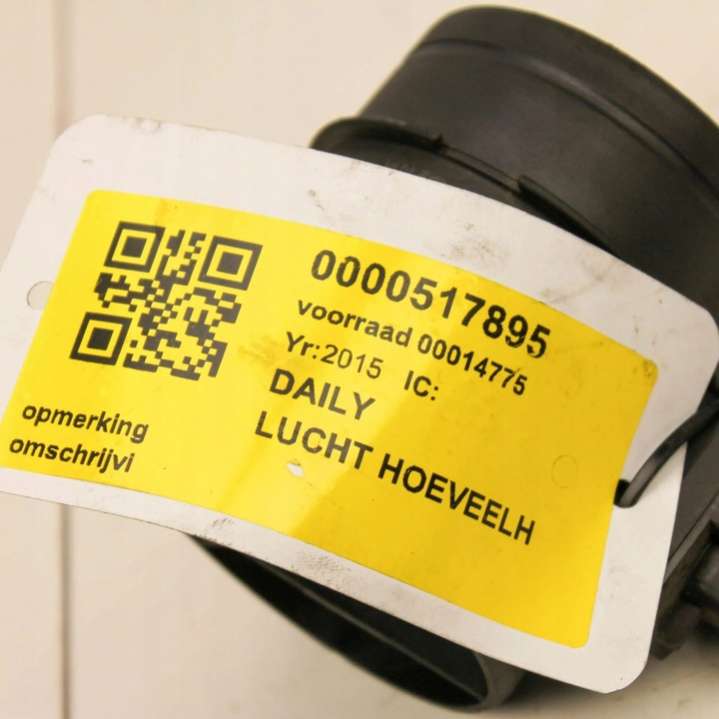 0000517895
voorraad 00014775
Yr:2015 IC:
DAILY
LUCHT HOEVEELH
opmerking
omschrijvi